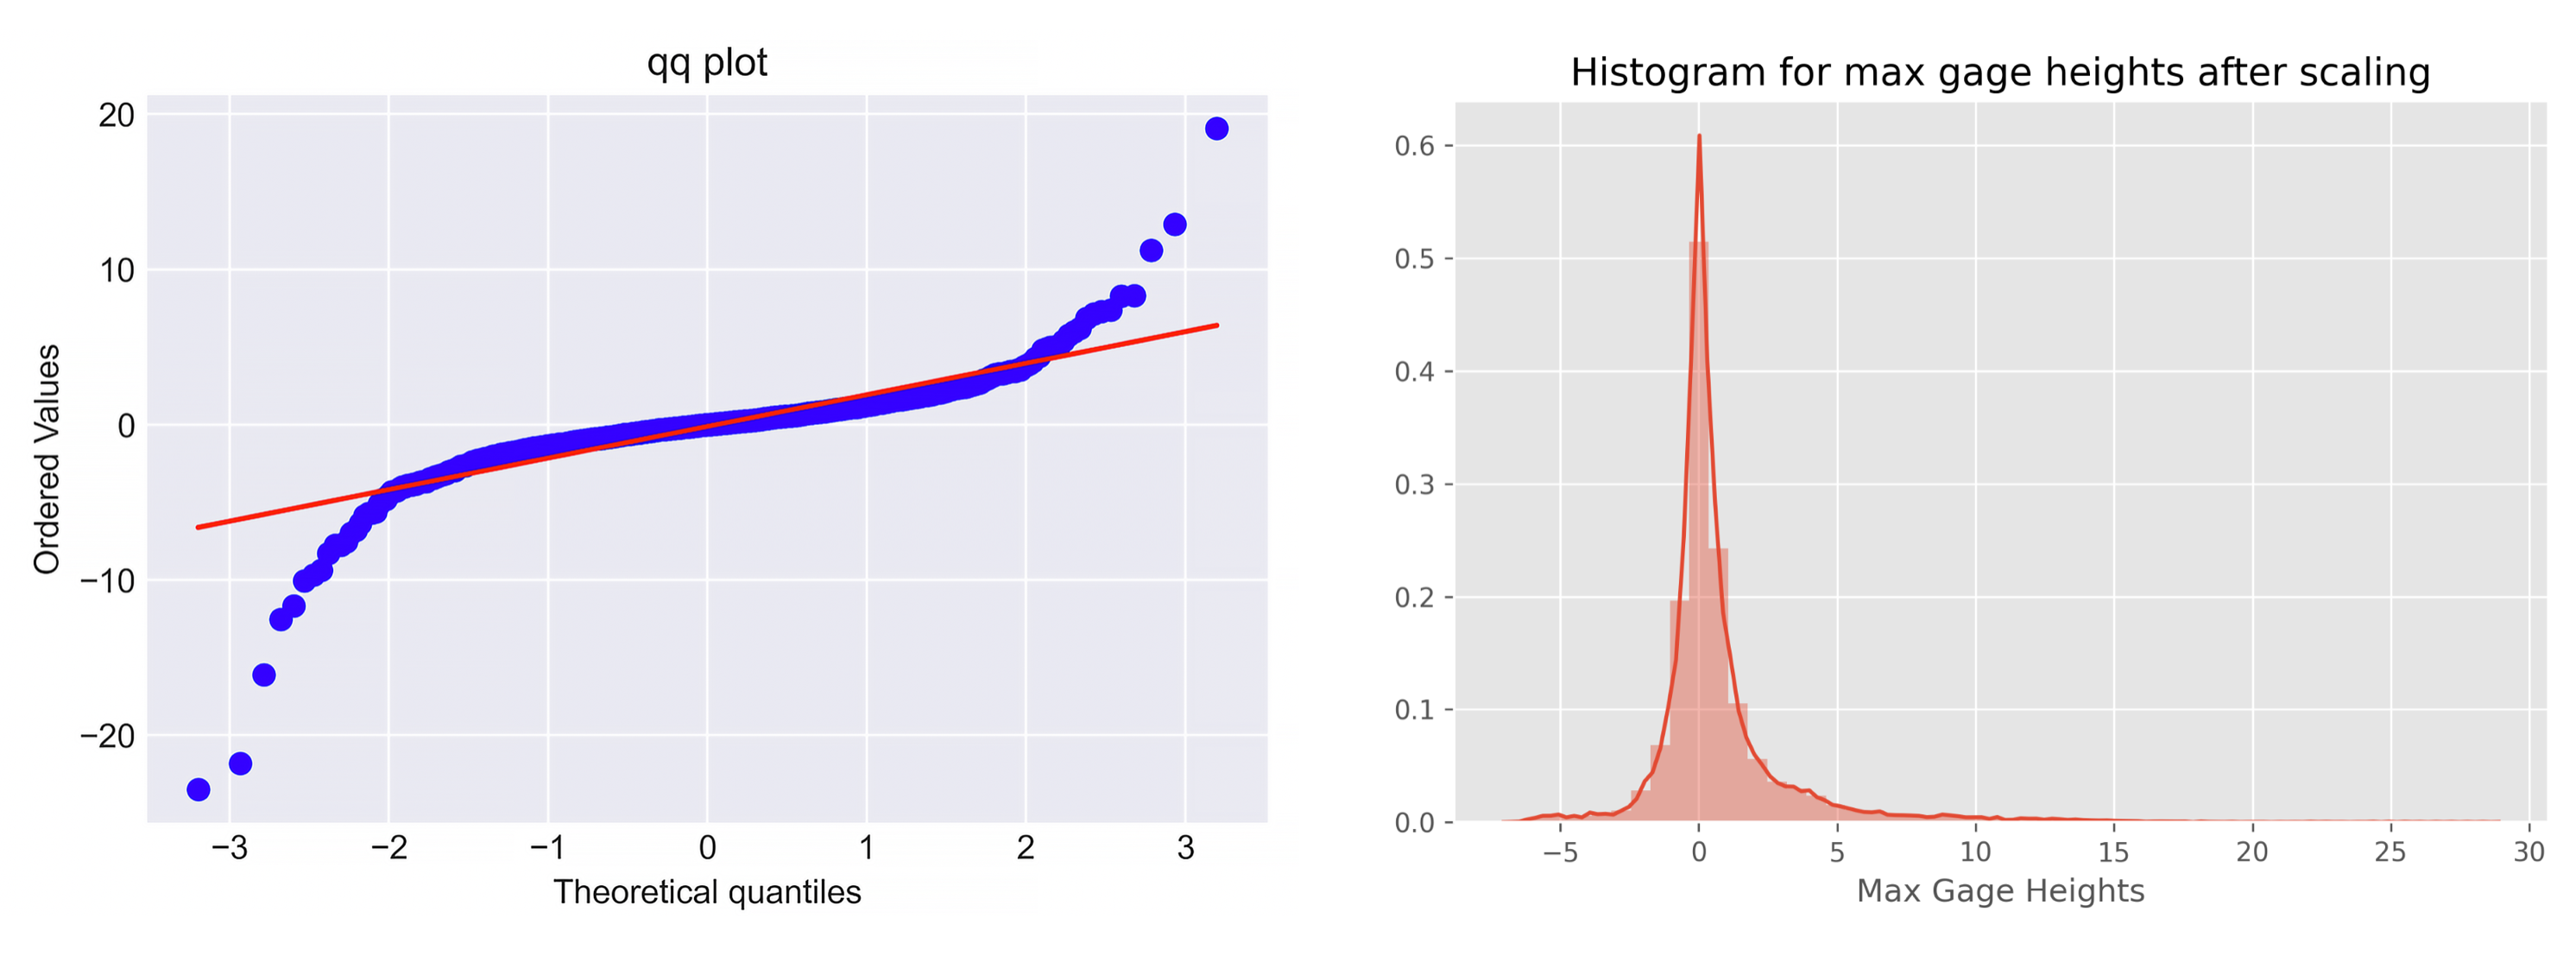 qq plot
Ordered Values
20
10
0
−10
−20
−3 −2 −1 0 1 2 3
Theoretical quantiles
Histogram for max gage heights after scaling
0.6
0.5
0.4
0.3
0.2
0.1
0.0
−5 0 5 10 15 20 25 30
Max Gage Heights